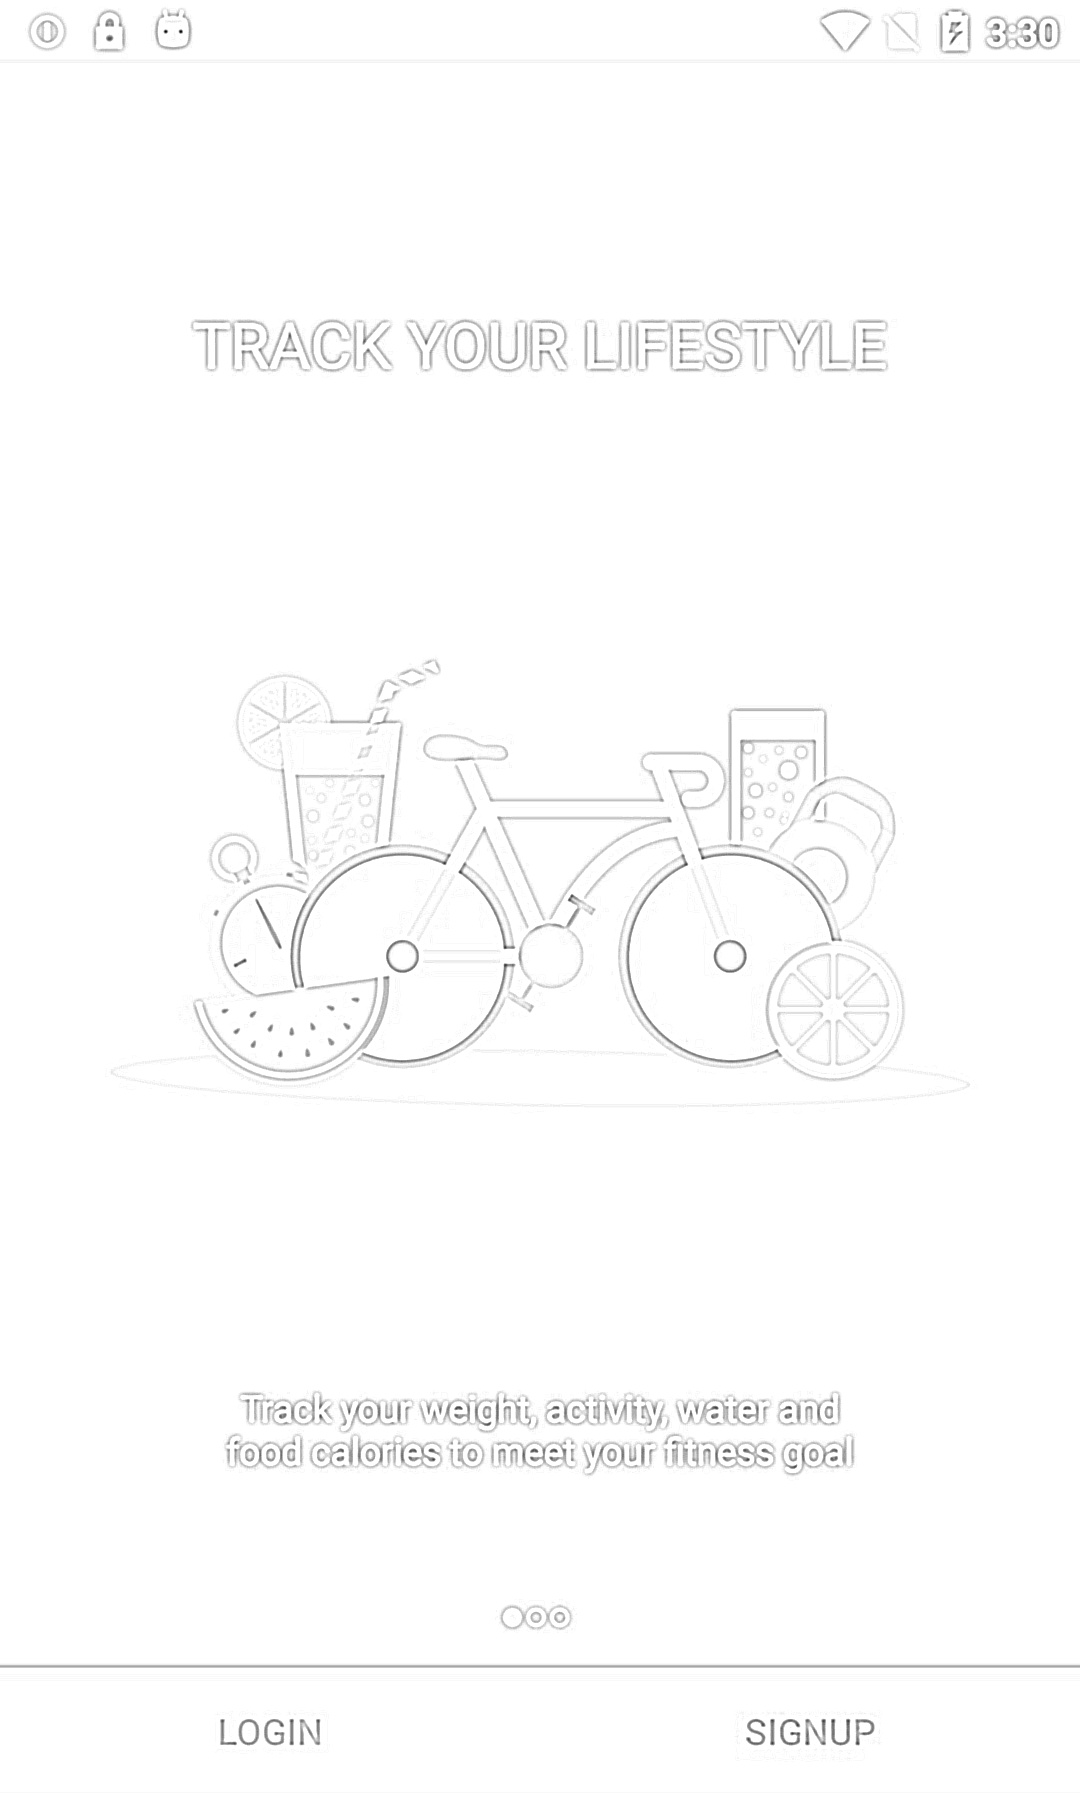 3:30
TRACK YOUR LIFESTYLE
Track your weight, activity, water and
food calories to meet your fitness goal
LOGIN
SIGNUP